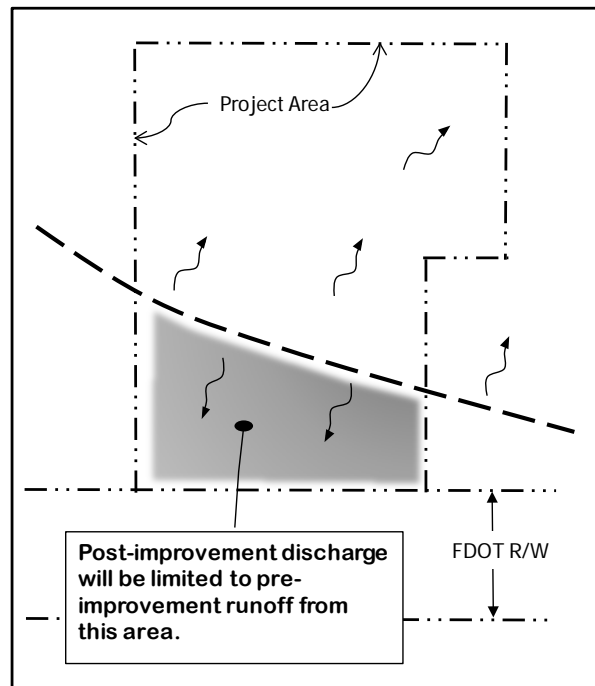 Project Area
FDOT R/W
Post-improvement discharge
will be limited to pre-
improvement runoff from
this area.